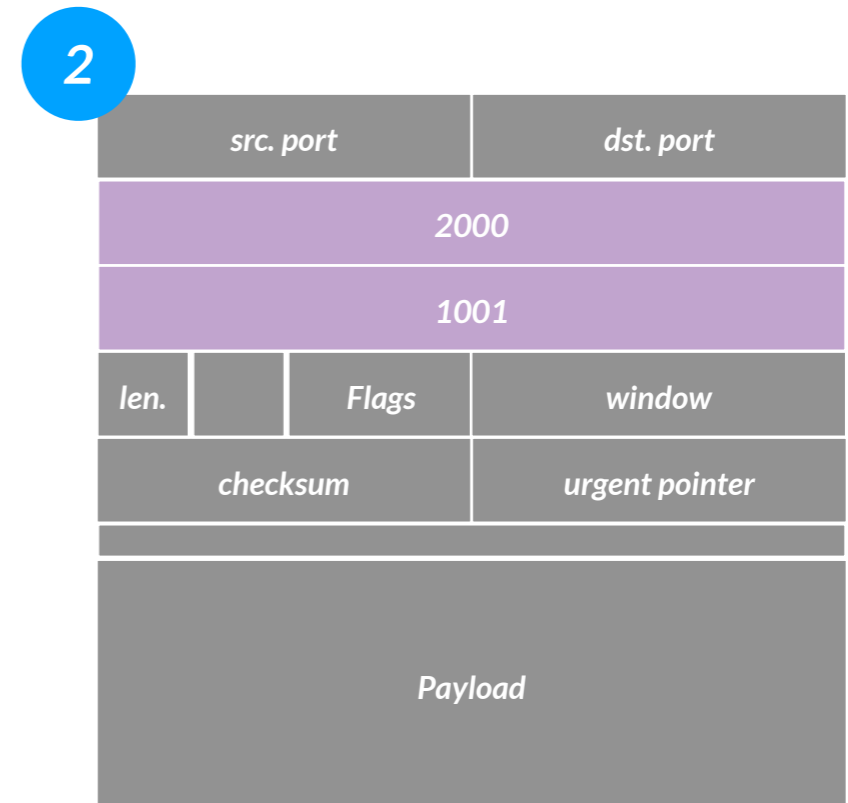 2
src. port dst. port
2000
1001
len. Flags window
checksum urgent pointer
Payload